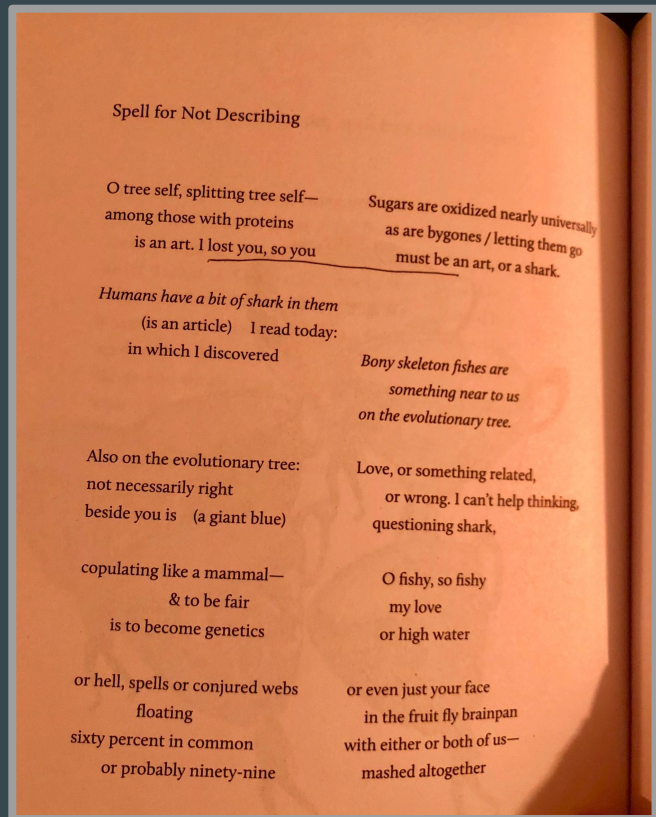 Spell for Not Describing
O tree self, splitting tree self—
among those with proteins
is an art. I lost you, so you
Sugars are oxidized nearly universally
as are bygones / letting them go
must be an art, or a shark.
Humans have a bit of shark in them
(is an article) I read today:
in which I discovered
Bony skeleton fishes are
something near to us
on the evolutionary tree.
Also on the evolutionary tree:
not necessarily right
beside you is (a giant blue)
Love, or something related,
or wrong. I can't help thinking,
questioning shark,
copulating like a mammal—
& to be fair
is to become genetics
O fishy, so fishy
my love
or high water
or hell, spells or conjured webs
floating
sixty percent in common
or probably ninety-nine
or even just your face
in the fruit fly brainpan
with either or both of us—
mashed altogether